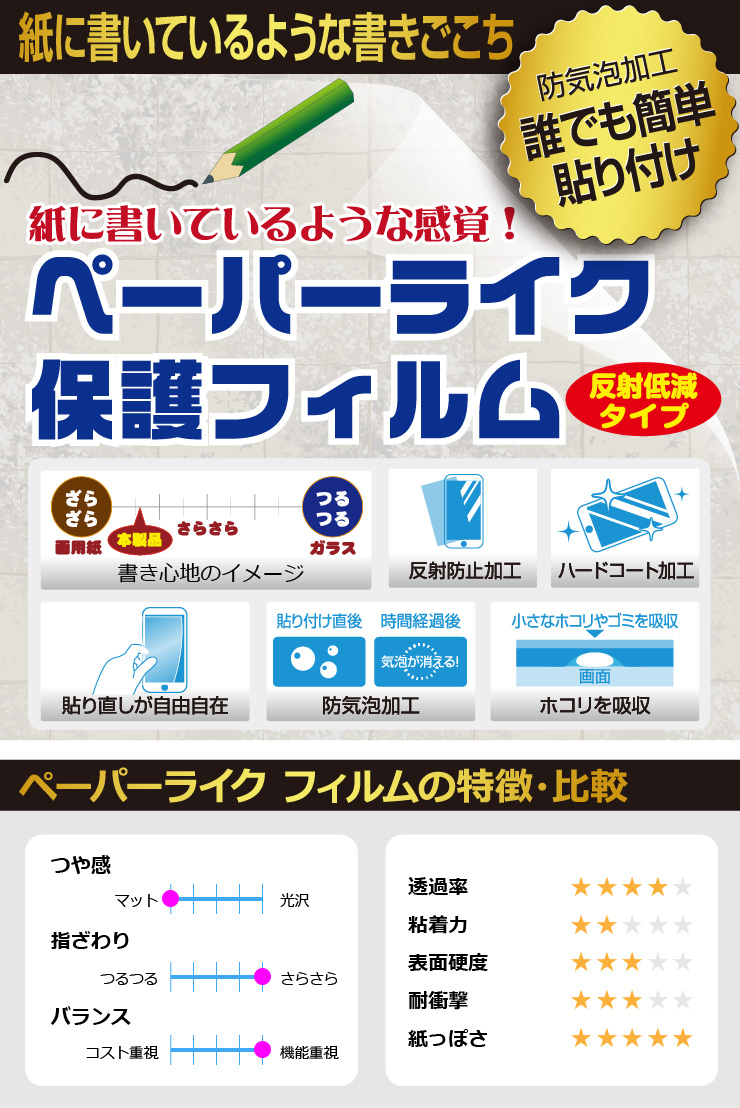 紙に書いているような書きごこち
防気泡加工
誰でも簡単
貼り付け
紙に書いているような感覚！
ペーパーライク
保護フィルム
反射低減
タイプ
ざら
ざら
画用紙
本製品
さらさら
つる
つる
ガラス
書き心地のイメージ
反射防止加工
ハードコート加工
貼り直しが自由自在
貼り付け直後 時間経過後
気泡が消える!
防気泡加工
小さなホコリやゴミを吸収
画面
ホコリを吸収
ペーパーライク フィルムの特徴・比較
つや感
マット 光沢
指ざわり
つるつる さらさら
バランス
コスト重視 機能重視
透過率 ★★★★★
粘着力 ★★★★★
表面硬度 ★★★★★
耐衝撃 ★★★★★
紙っぽさ ★★★★★